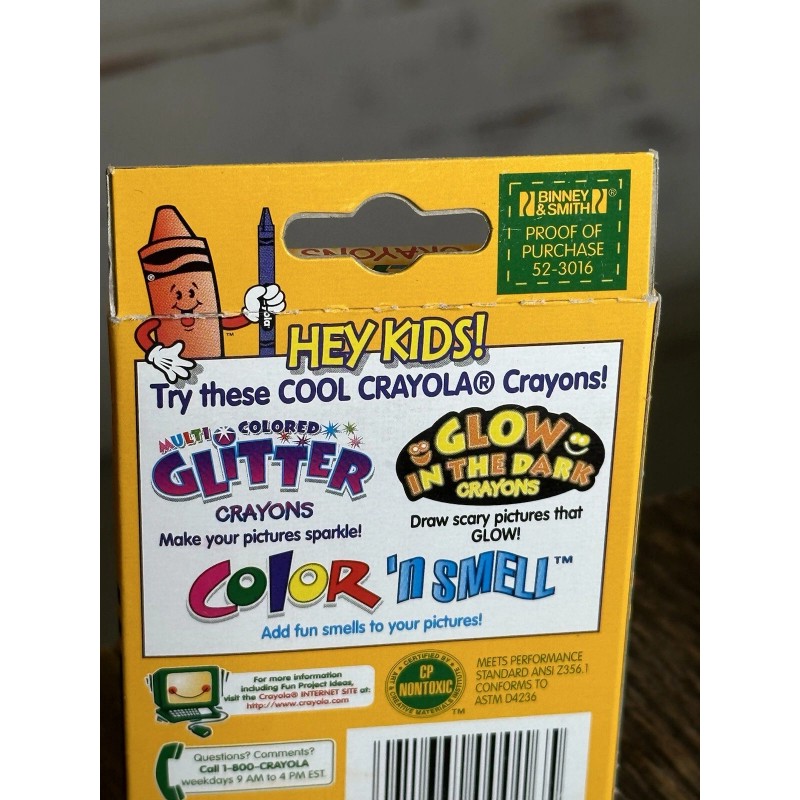 BINNEY
& SMITH®
PROOF OF
PURCHASE
52-3016
HEY KIDS!
Try these COOL CRAYOLA® Crayons!
MULTI COLORED
GLITTER
CRAYONS
Make your pictures sparkle!
GLOW
IN THE DARK
CRAYONS
Draw scary pictures that
GLOW!
COLOR 'n SMELL™
Add fun smells to your pictures!
For more information
including Fun Project Ideas,
visit the Crayola® INTERNET SITE at:
http://www.crayola.com
CERTIFIED BY
CP
NONTOXIC
TM
MEETS PERFORMANCE
STANDARD ANSI Z356.1
CONFORMS TO
ASTM D4236
Questions? Comments?
Call 1-800-CRAYOLA
weekdays 9 AM to 4 PM EST.